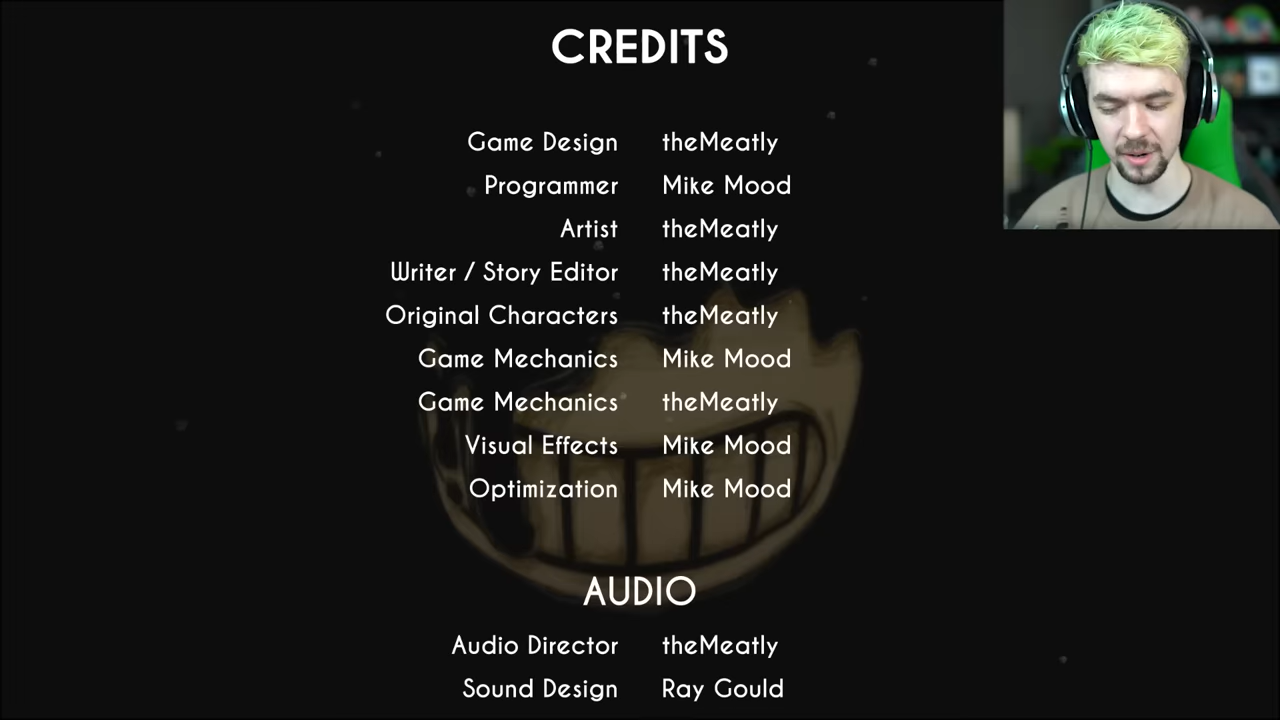 CREDITS
Game Design theMeatly
Programmer Mike Mood
Artist theMeatly
Writer / Story Editor theMeatly
Original Characters theMeatly
Game Mechanics Mike Mood
Game Mechanics theMeatly
Visual Effects Mike Mood
Optimization Mike Mood
AUDIO
Audio Director theMeatly
Sound Design Ray Gould